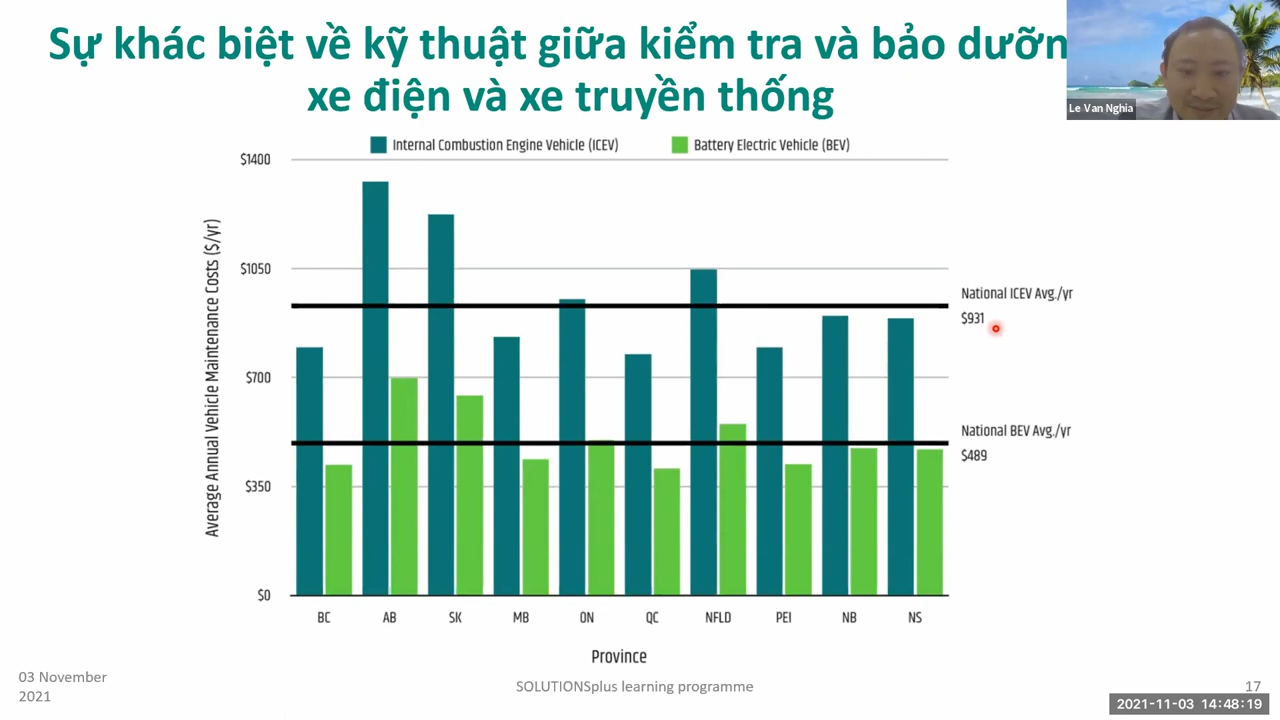 Sự khác biệt về kỹ thuật giữa kiểm tra và bảo dưỡn
xe điện và xe truyền thống
Le Van Nghia
Internal Combustion Engine Vehicle (ICEV)
Battery Electric Vehicle (BEV)
Average Annual Vehicle Maintenance Costs ($/yr)
$1400
$1050
$700
$350
$0
National ICEV Avg./yr
$931
National BEV Avg./yr
$489
BC AB SK MB ON QC NFLD PEI NB NS
Province
03 November
2021
SOLUTIONSplus learning programme
17
2021-11-03 14:48:19